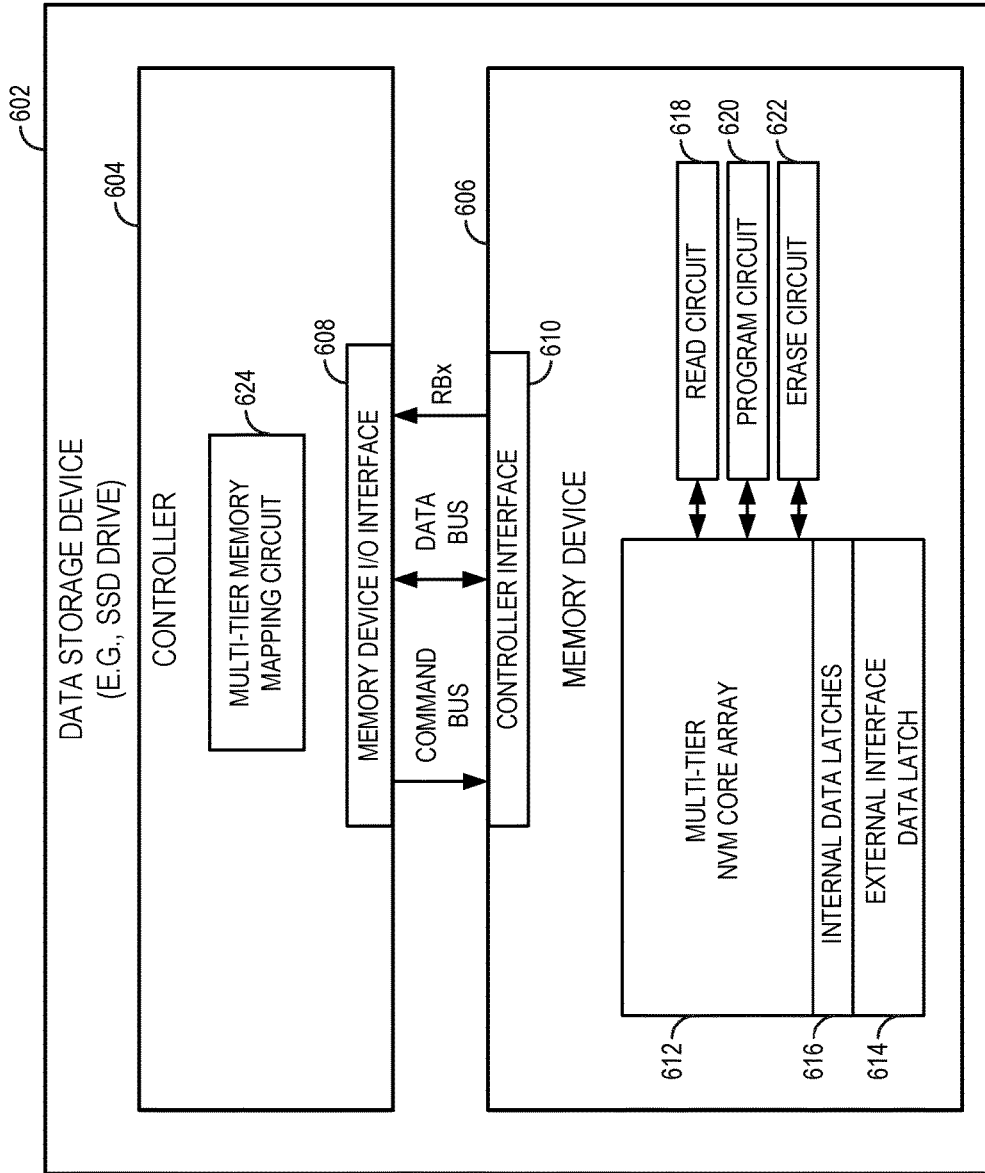 602
DATA STORAGE DEVICE
(E.G., SSD DRIVE)
604
CONTROLLER
624
MULTI-TIER MEMORY
MAPPING CIRCUIT
608
MEMORY DEVICE I/O INTERFACE
COMMAND
BUS
DATA
BUS
RBx
606
CONTROLLER INTERFACE
610
MEMORY DEVICE
612
MULTI-TIER
NVM CORE ARRAY
616
INTERNAL DATA LATCHES
614
EXTERNAL INTERFACE
DATA LATCH
READ CIRCUIT
618
PROGRAM CIRCUIT
620
ERASE CIRCUIT
622